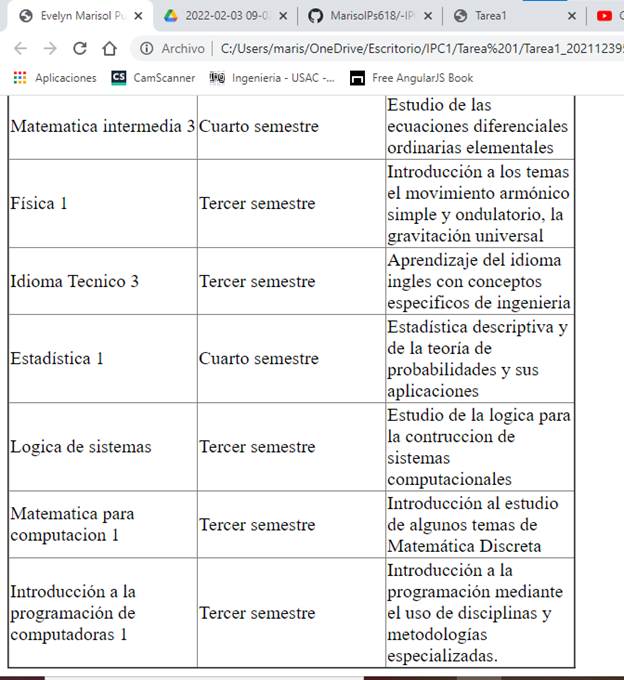 Evelyn Marisol Pu
2022-02-03 09-0
MarisolPs618/-IP
Tarea1
Archivo
C:/Users/maris/OneDrive/Escritorio/IPC1/Tarea%201/Tarea1_202112395
Aplicaciones
CS CamScanner
Ingenieria - USAC -...
Free AngularJS Book
Matematica intermedia 3 Cuarto semestre
Estudio de las
ecuaciones diferenciales
ordinarias elementales
Física 1
Tercer semestre
Introducción a los temas
el movimiento armónico
simple y ondulatorio, la
gravitación universal
Idioma Tecnico 3
Tercer semestre
Aprendizaje del idioma
ingles con conceptos
especificos de ingenieria
Estadística 1
Cuarto semestre
Estadística descriptiva y
de la teoría de
probabilidades y sus
aplicaciones
Logica de sistemas
Tercer semestre
Estudio de la logica para
la contruccion de
sistemas
computacionales
Matematica para
computacion 1
Tercer semestre
Introducción al estudio
de algunos temas de
Matemática Discreta
Introducción a la
programación de
computadoras 1
Tercer semestre
Introducción a la
programación mediante
el uso de disciplinas y
metodologías
especializadas.